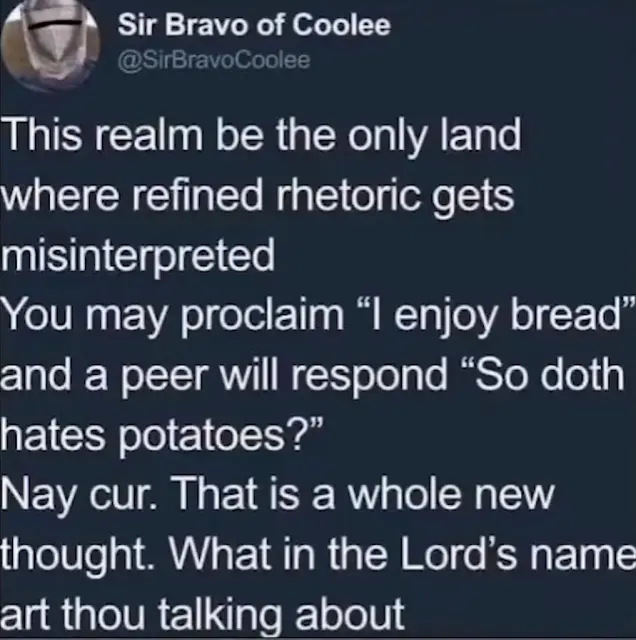 Sir Bravo of Coolee
@SirBravoCoolee
This realm be the only land
where refined rhetoric gets
misinterpreted
You may proclaim “I enjoy bread”
and a peer will respond “So doth
hates potatoes?”
Nay cur. That is a whole new
thought. What in the Lord’s name
art thou talking about